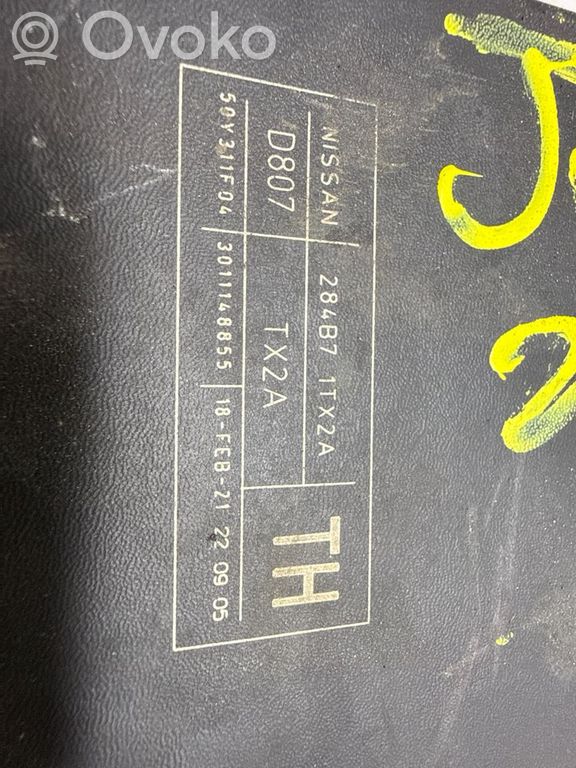 Ovoko
NISSAN 284B7 1TX2A
D807 TX2A TH
50Y311F04 3011148855 18-FEB-21 22 09 05